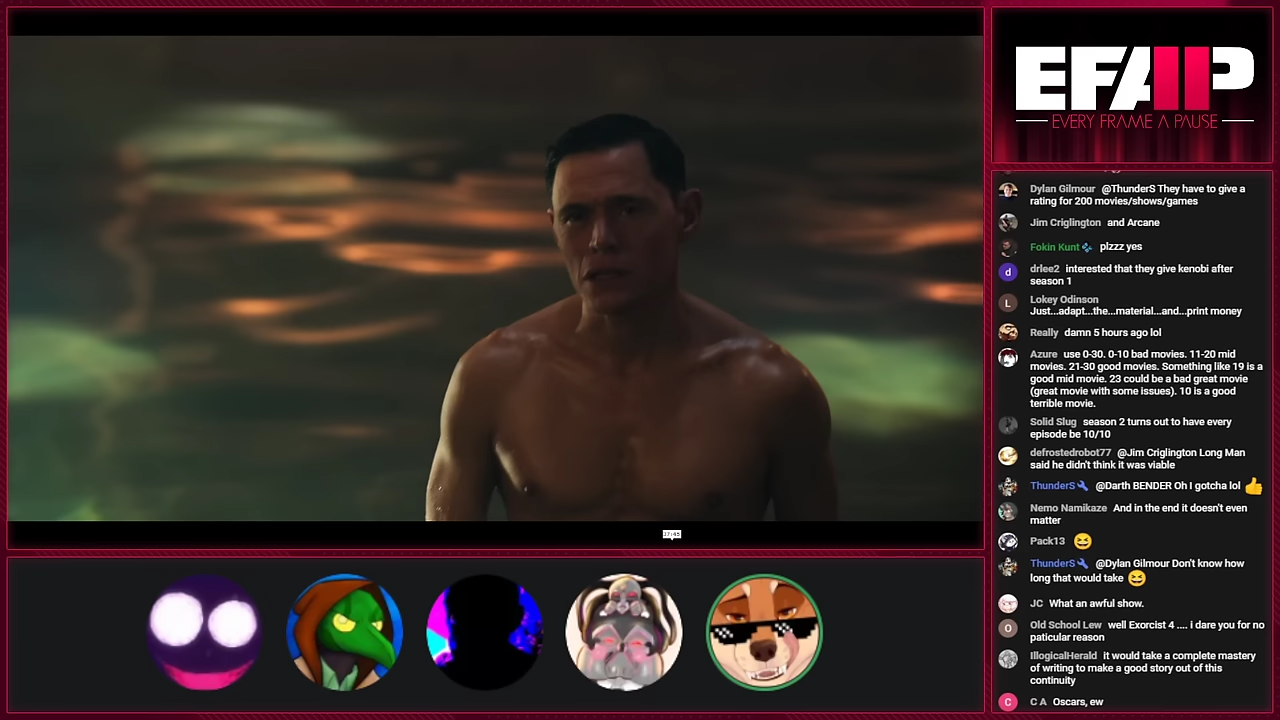 EFAP
EVERY FRAME A PAUSE
Dylan Gilmour @ThunderS They have to give a
rating for 200 movies/shows/games
Jim Criglington and Arcane
Fokin Kunt plzzz yes
d drlee2 interested that they give kenobi after
season 1
L Lokey Odinson
Just...adapt...the...material...and...print money
Really damn 5 hours ago lol
Azure use 0-30. 0-10 bad movies. 11-20 mid
movies. 21-30 good movies. Something like 19 is a
good mid movie. 23 could be a bad great movie
(great movie with some issues). 10 is a good
terrible movie.
Solid Slug season 2 turns out to have every
episode be 10/10
defrostedrobot77 @Jim Criglington Long Man
said he didn't think it was viable
ThunderS @Darth BENDER Oh I gotcha lol 👍
Nemo Namikaze And in the end it doesn't even
matter
Pack13 😆
ThunderS @Dylan Gilmour Don't know how
long that would take 😆
JC What an awful show.
O Old School Lew well Exorcist 4 .... i dare you for no
paticular reason
IllogicalHerald it would take a complete mastery
of writing to make a good story out of this
continuity
C C A Oscars, ew
37:45